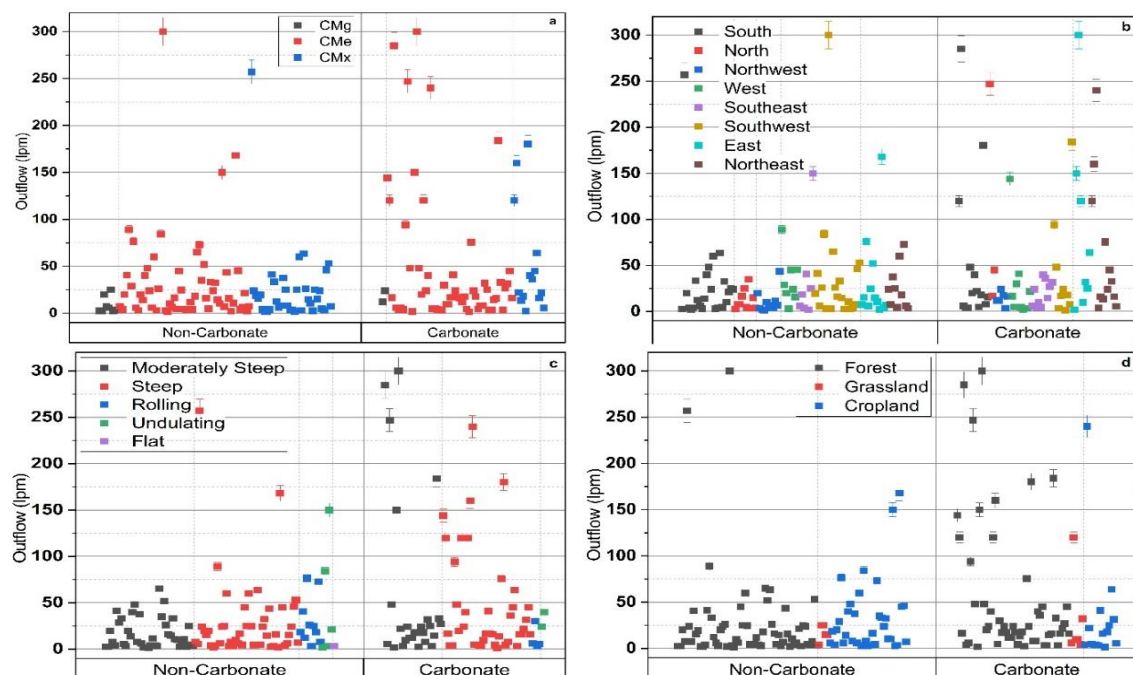 a
CMg
CMe
CMx
Outflow (lpm)
300
250
200
150
100
50
0
Non-Carbonate
Carbonate
b
South
North
Northwest
West
Southeast
Southwest
East
Northeast
Outflow (lpm)
300
250
200
150
100
50
0
Non-Carbonate
Carbonate
c
Moderately Steep
Steep
Rolling
Undulating
Flat
Outflow (lpm)
300
250
200
150
100
50
0
Non-Carbonate
Carbonate
d
Forest
Grassland
Cropland
Outflow (lpm)
300
250
200
150
100
50
0
Non-Carbonate
Carbonate